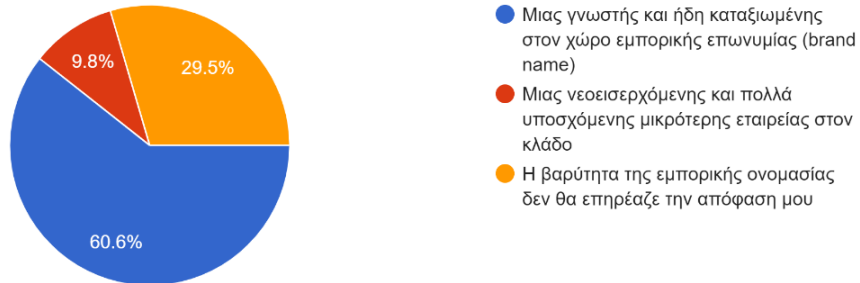 9.8%
29.5%
60.6%
Μιας γνωστής και ήδη καταξιωμένης
στον χώρο εμπορικής επωνυμίας (brand
name)
Μιας νεοεισερχόμενης και πολλά
υποσχόμενης μικρότερης εταιρείας στον
κλάδο
Η βαρύτητα της εμπορικής ονομασίας
δεν θα επηρέαζε την απόφαση μου